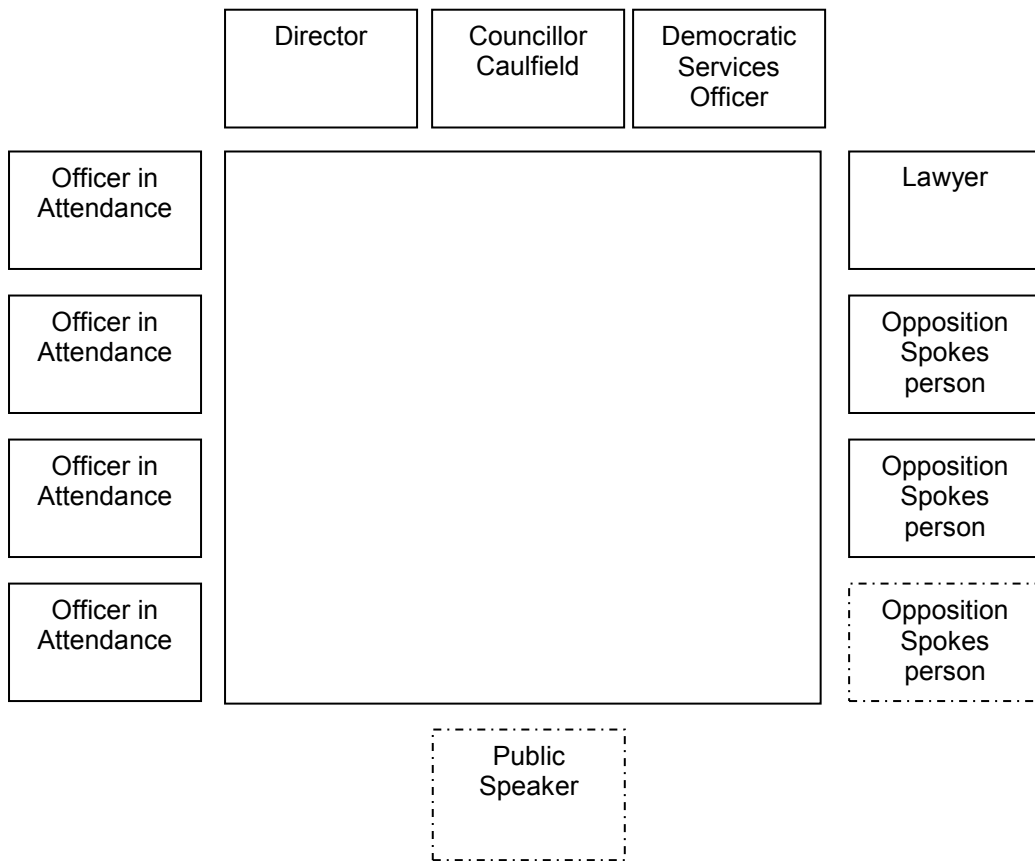 Director
Councillor
Caulfield
Democratic
Services
Officer
Officer in
Attendance
Lawyer
Officer in
Attendance
Opposition
Spokes
person
Officer in
Attendance
Opposition
Spokes
person
Officer in
Attendance
Opposition
Spokes
person
Public
Speaker